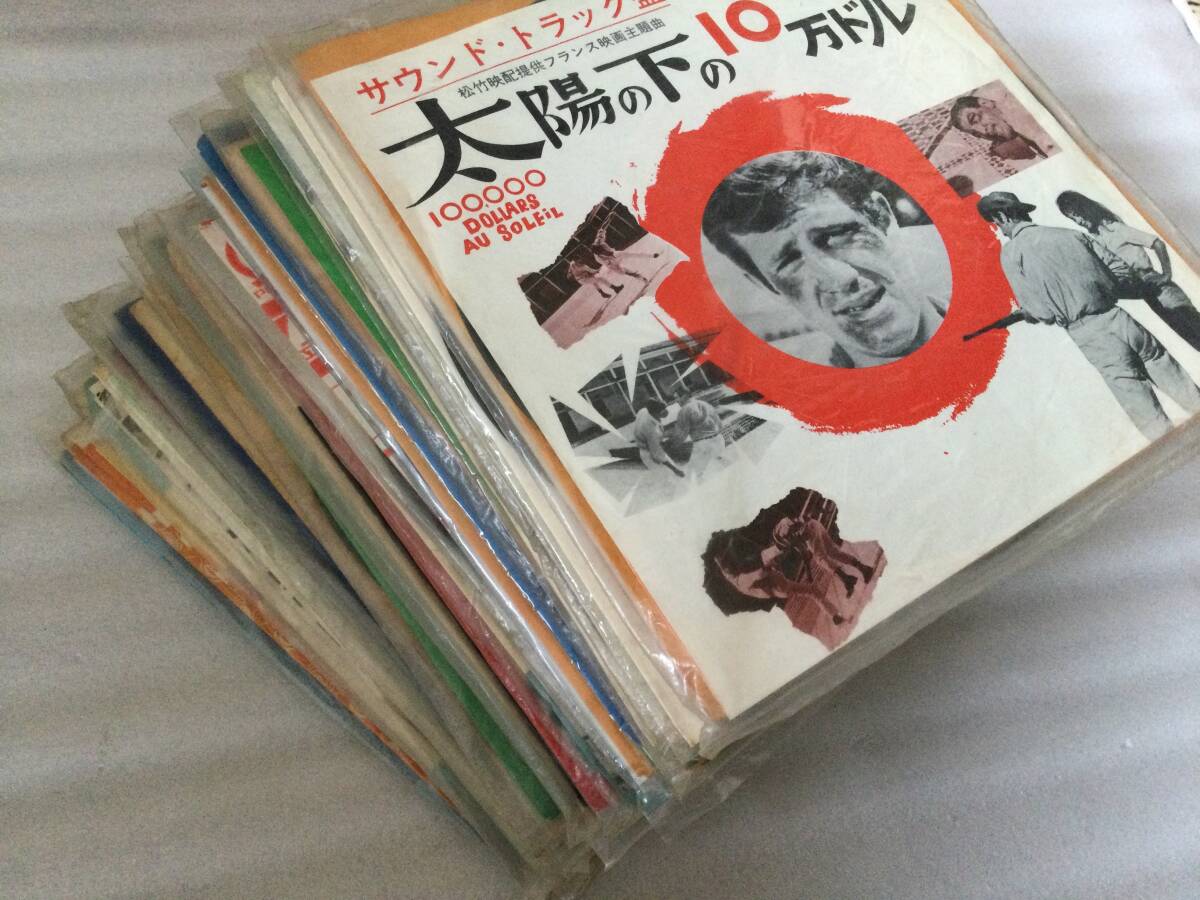 サウンド・トラック盤
松竹映配提供フランス映画主題曲
太陽の下の10万ドル
100.000
DOLLARS
AU SOLEIL